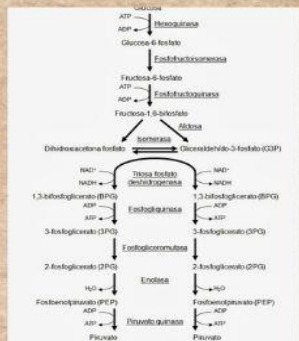 Glucosa
ATP
Hexoquinasa
ADP
Glucosa-6-fosfato
Fosfofructoisomerasa
Fructosa-6-fosfato
ATP
Fosfofructoquinasa
ADP
Fructosa-1,6-bifosfato
Aldosa
Isomerasa
Dihidroxiacetona fosfato Gliceraldehído-3-fosfato (G3P)
NAD+ Triosa fosfato NAD+
NADH deshidrogenasa NADH
1,3-bifosfoglicerato (BPG) 1,3-bifosfoglicerato (BPG)
ADP Fosfogliquinasa ADP
ATP ATP
3-fosfoglicerato (3PG) 3-fosfoglicerato (3PG)
Fosfogliceromutasa
2-fosfoglicerato (2PG) 2-fosfoglicerato (2PG)
Enolasa
H2O H2O
Fosfoenolpiruvato (PEP) Fosfoenolpiruvato (PEP)
ADP Piruvato quinasa ADP
ATP ATP
Piruvato Piruvato